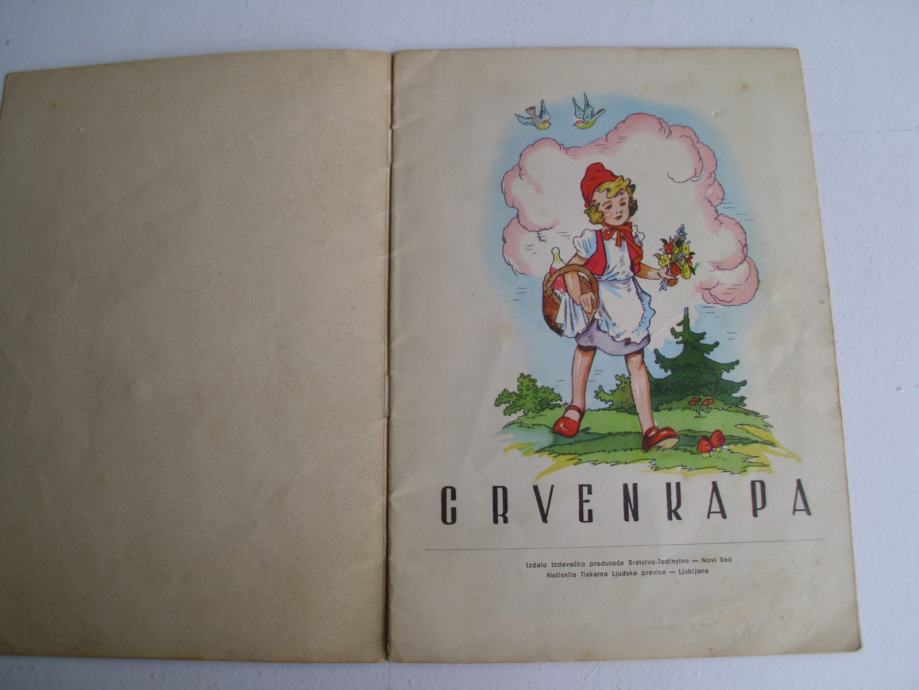 CRVENKAPA
Izdalo Izdavačko preduzeće Bratstvo-Jedinstvo — Novi Sad
Natisnila Tiskarna Ljudske pravice — Ljubljana